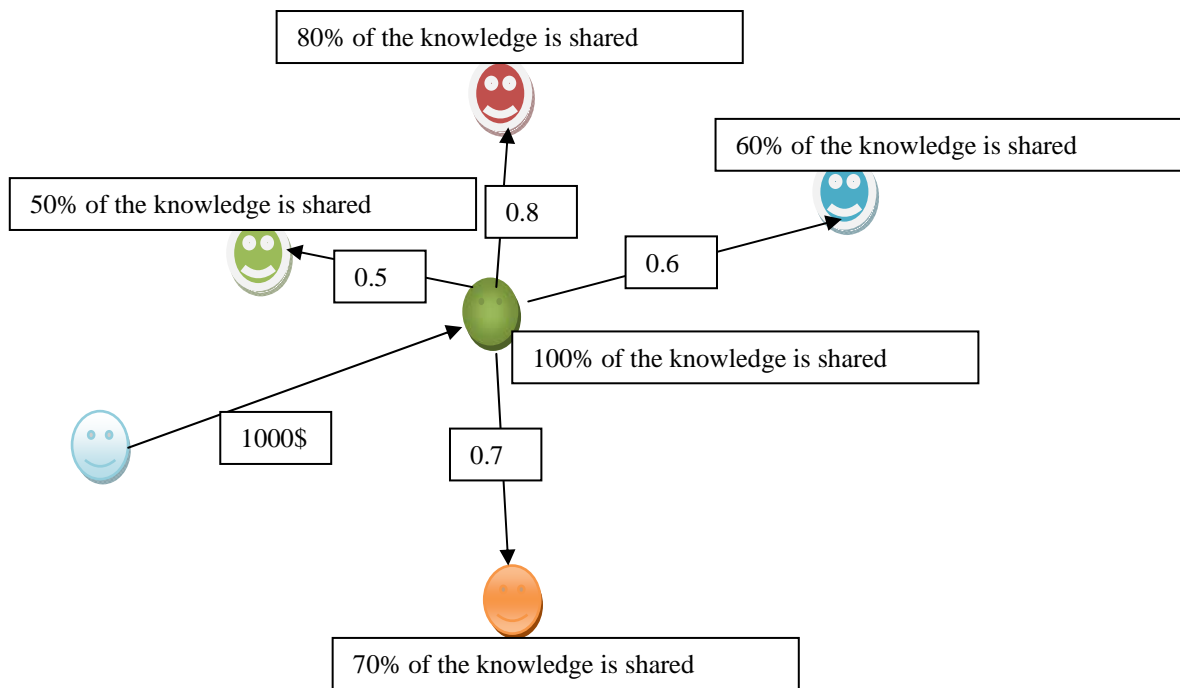 80% of the knowledge is shared
60% of the knowledge is shared
50% of the knowledge is shared
0.8
0.6
0.5
100% of the knowledge is shared
1000$
0.7
70% of the knowledge is shared